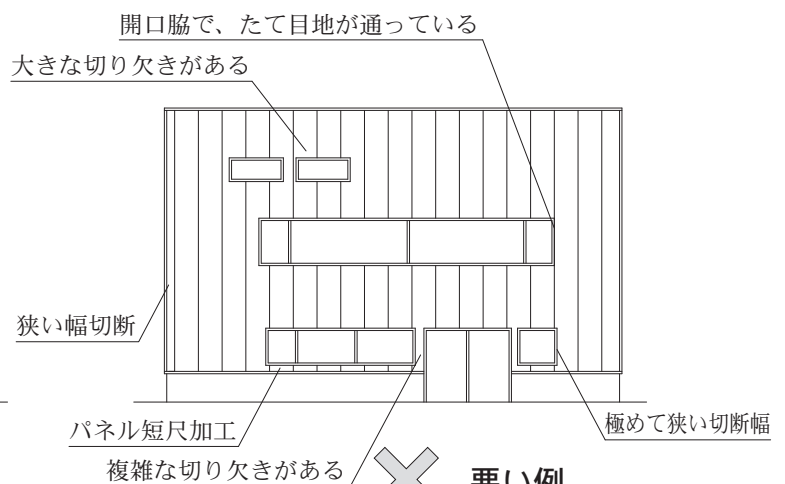 開口脇で、たて目地が通っている
大きな切り欠きがある
狭い幅切断
パネル短尺加工
極めて狭い切断幅
複雑な切り欠きがある
悪い例